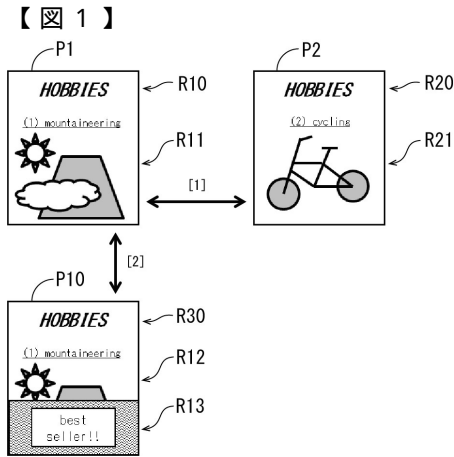 【図１】
P1
P2
HOBBIES
R10
HOBBIES
R20
(1) mountaineering
(2) cycling
R11
R21
[1]
[2]
P10
HOBBIES
R30
(1) mountaineering
R12
best
seller!!
R13